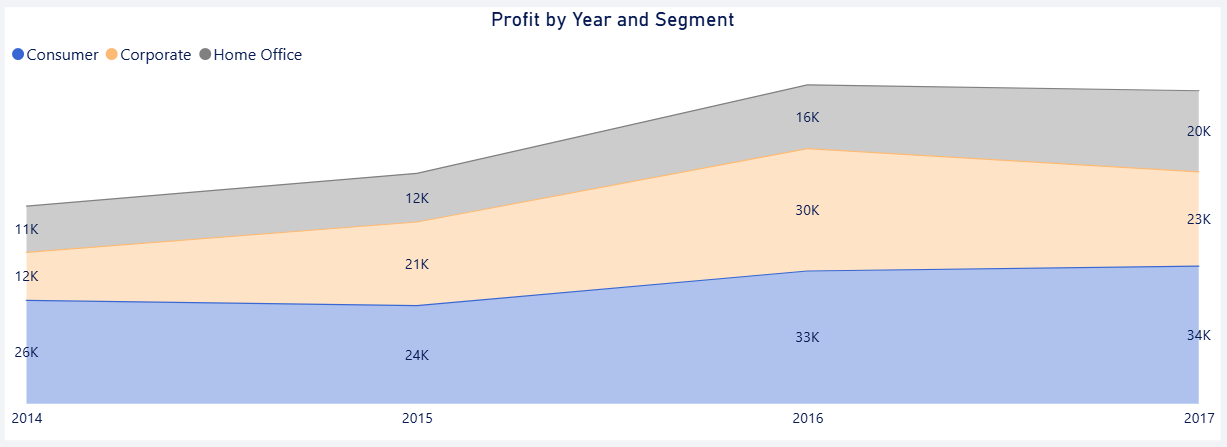 Profit by Year and Segment
Consumer Corporate Home Office
16K
20K
12K
11K
30K
23K
21K
12K
33K
34K
26K
24K
2014 2015 2016 2017